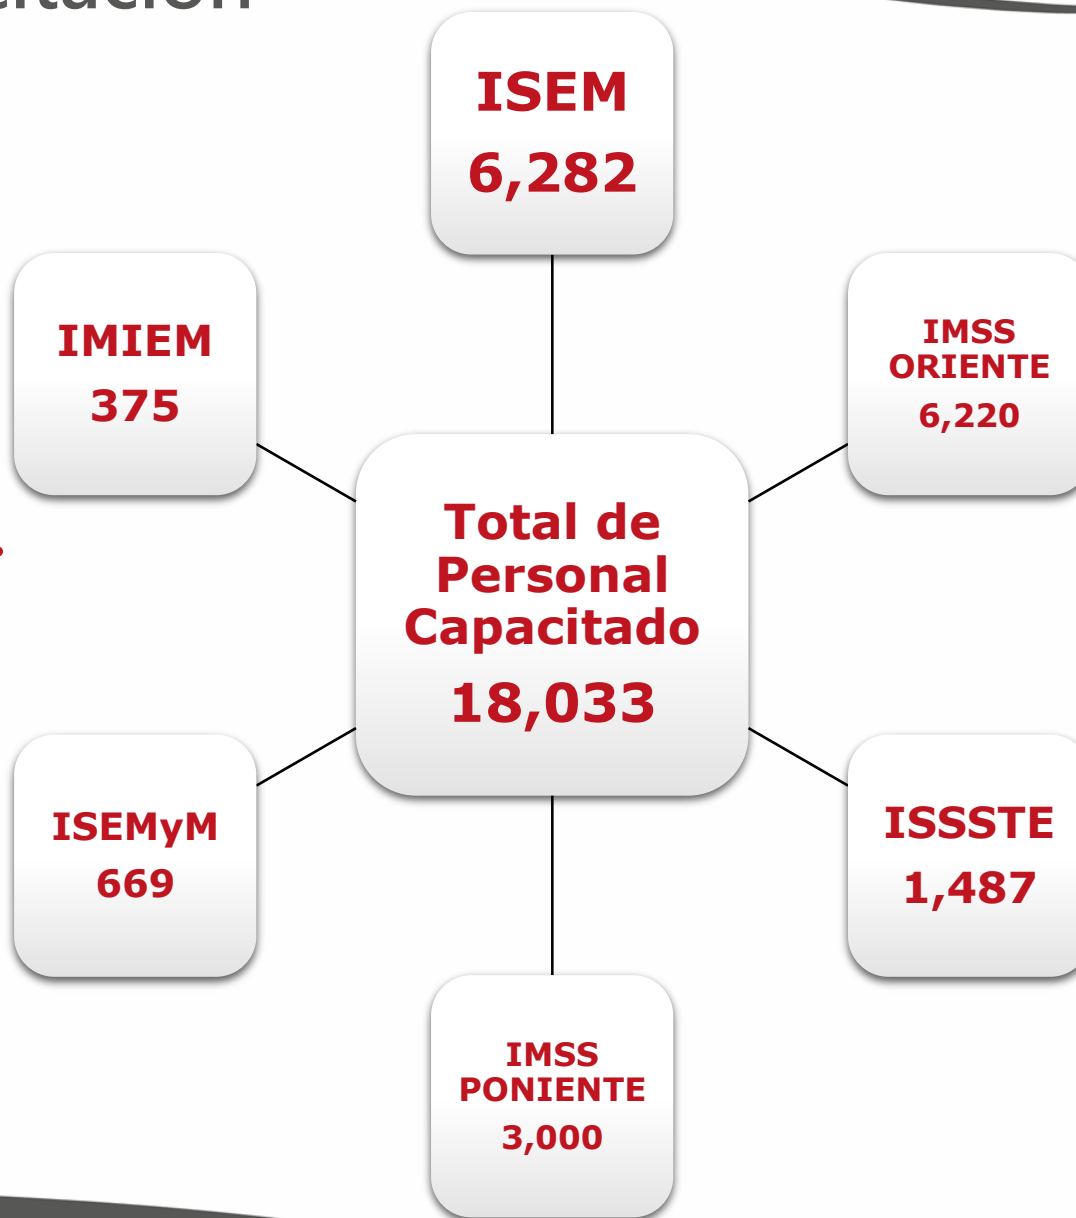 ISEM
6,282
IMIEM
375
IMSS
ORIENTE
6,220
Total de
Personal
Capacitado
18,033
ISEMyM
669
ISSSTE
1,487
IMSS
PONIENTE
3,000